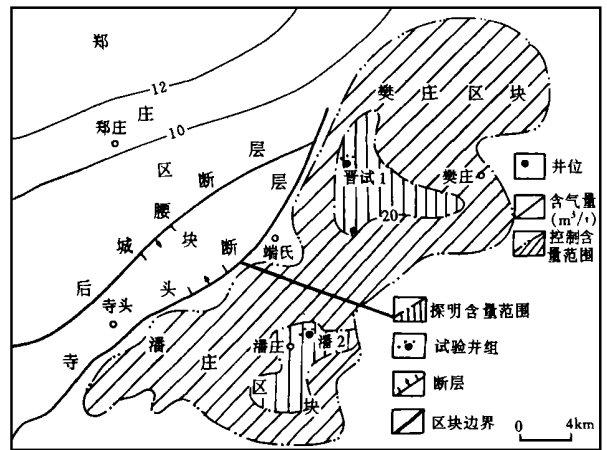 郑
庄
12
10
郑庄
区断层
后城腰
块断层
寺头
寺头
端氏
樊庄区块
晋试1
樊庄
20
潘庄
区块
潘庄
潘2
井位
含气量
(m³/t)
控制含
量范围
探明含量范围
试验井组
断层
区块边界
0 4km